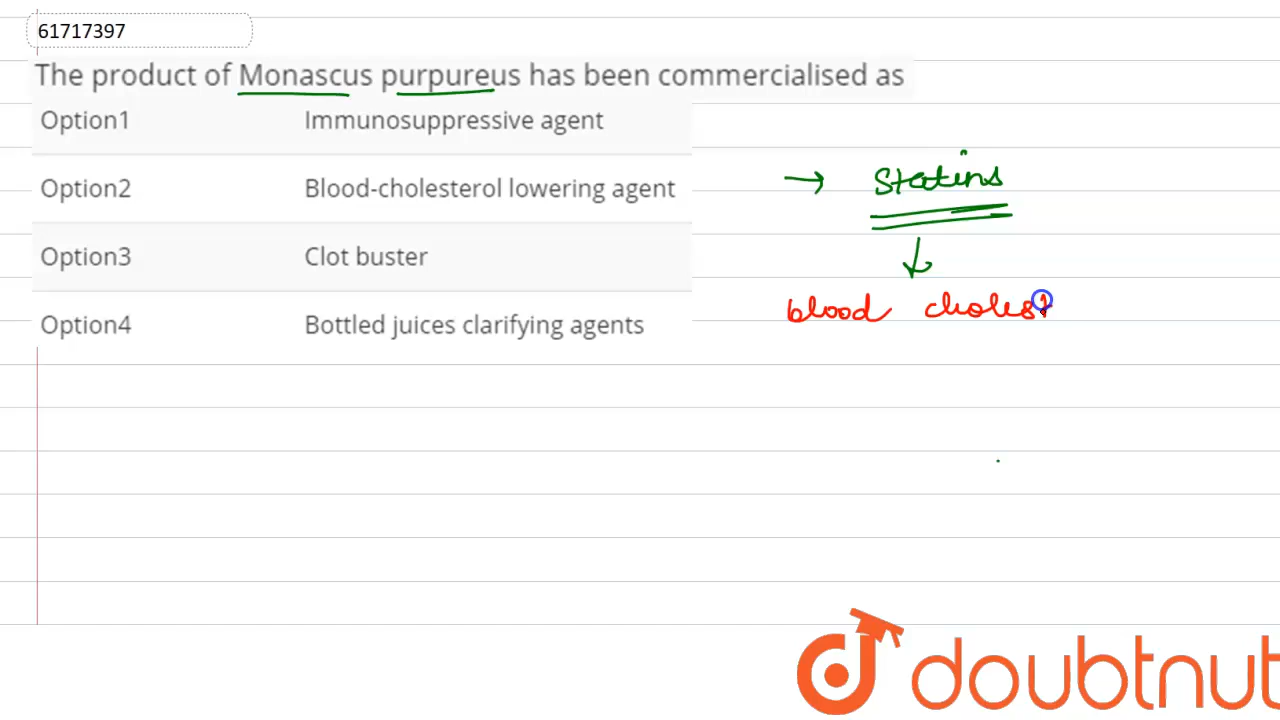 61717397
The product of Monascus purpureus has been commercialised as
Option1 Immunosuppressive agent
Option2 Blood-cholesterol lowering agent
Option3 Clot buster
Option4 Bottled juices clarifying agents
→ Statins
↓
blood cholest
doubtnut